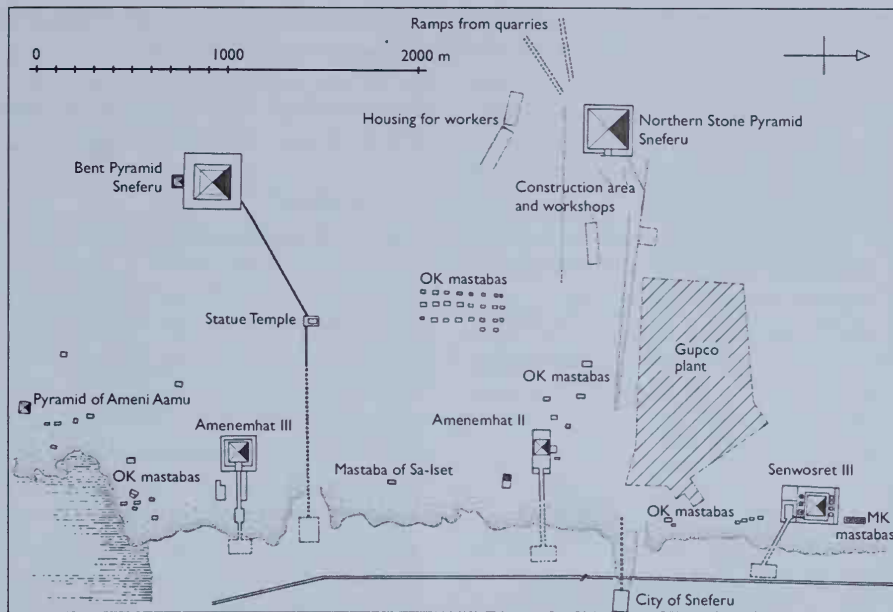 Ramps from quarries
0 1000 2000 m
Housing for workers
Northern Stone Pyramid
Sneferu
Bent Pyramid
Sneferu
Construction area
and workshops
OK mastabas
Statue Temple
Gupco
plant
OK mastabas
Pyramid of Ameni Aamu
Amenemhat III
Amenemhat II
OK mastabas
Mastaba of Sa-Iset
Senwosret III
OK mastabas
MK
mastabas
City of Sneferu